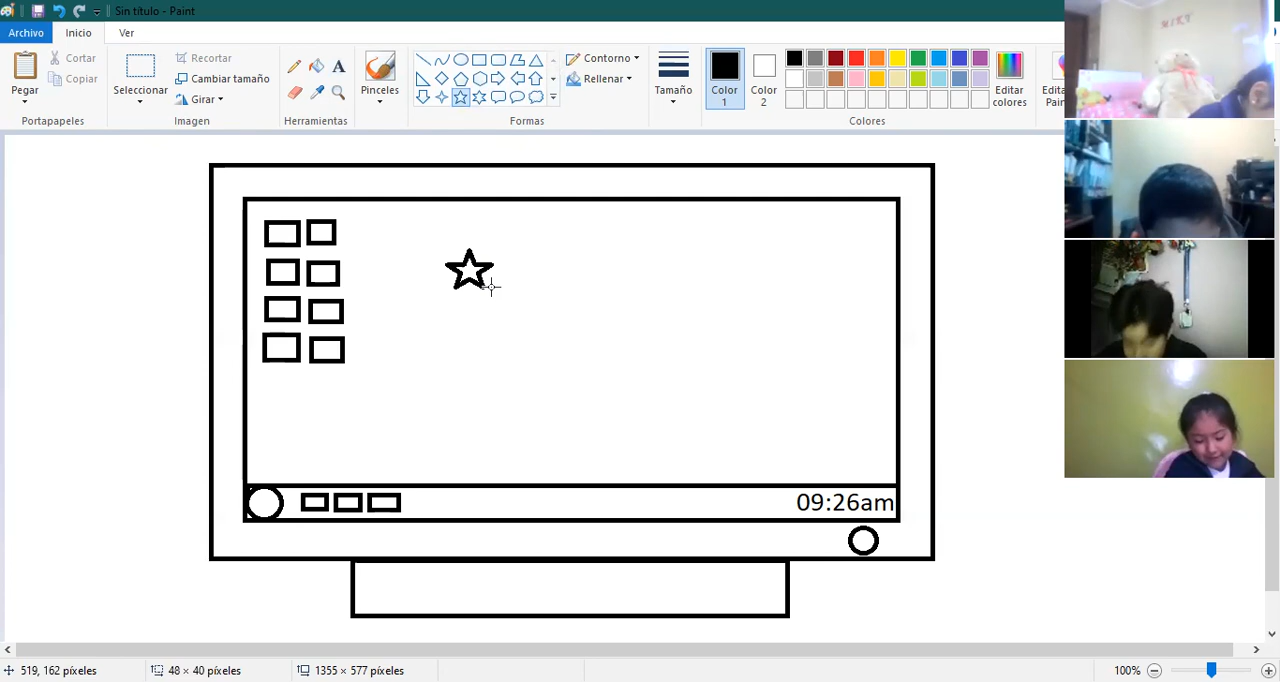 Sin título - Paint
Archivo Inicio Ver
Pegar
Cortar
Copiar
Portapapeles
Seleccionar
Recortar
Cambiar tamaño
Girar
Imagen
A
Herramientas
Pinceles
Contorno
Rellenar
Formas
Tamaño
Color
1
Color
2
Editar
colores
Colores
09:26am
519, 162 píxeles
48 × 40 píxeles
1355 × 577 píxeles
100%